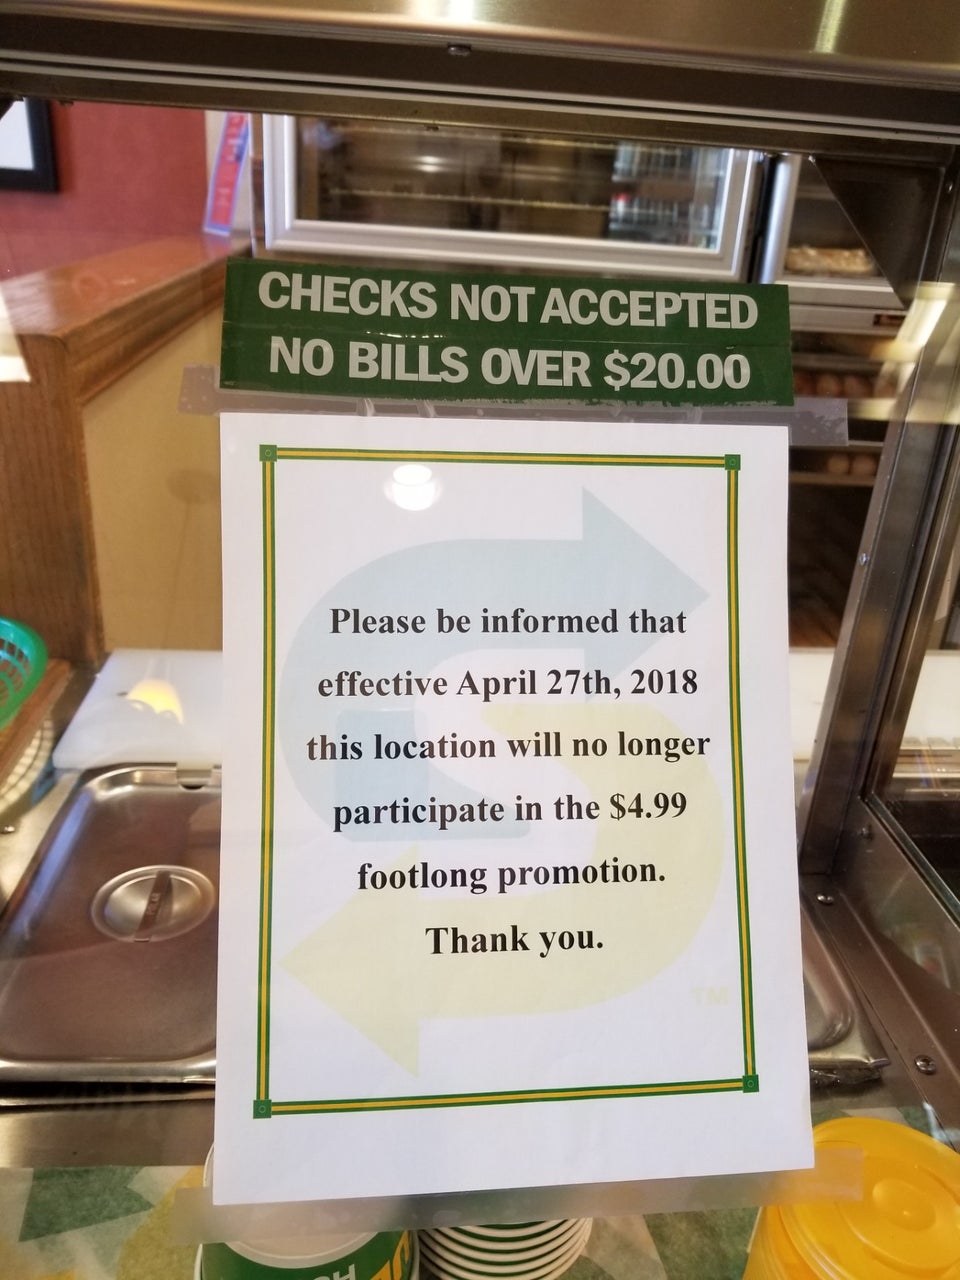 CHECKS NOT ACCEPTED
NO BILLS OVER $20.00
Please be informed that
effective April 27th, 2018
this location will no longer
participate in the $4.99
footlong promotion.
Thank you.
TM